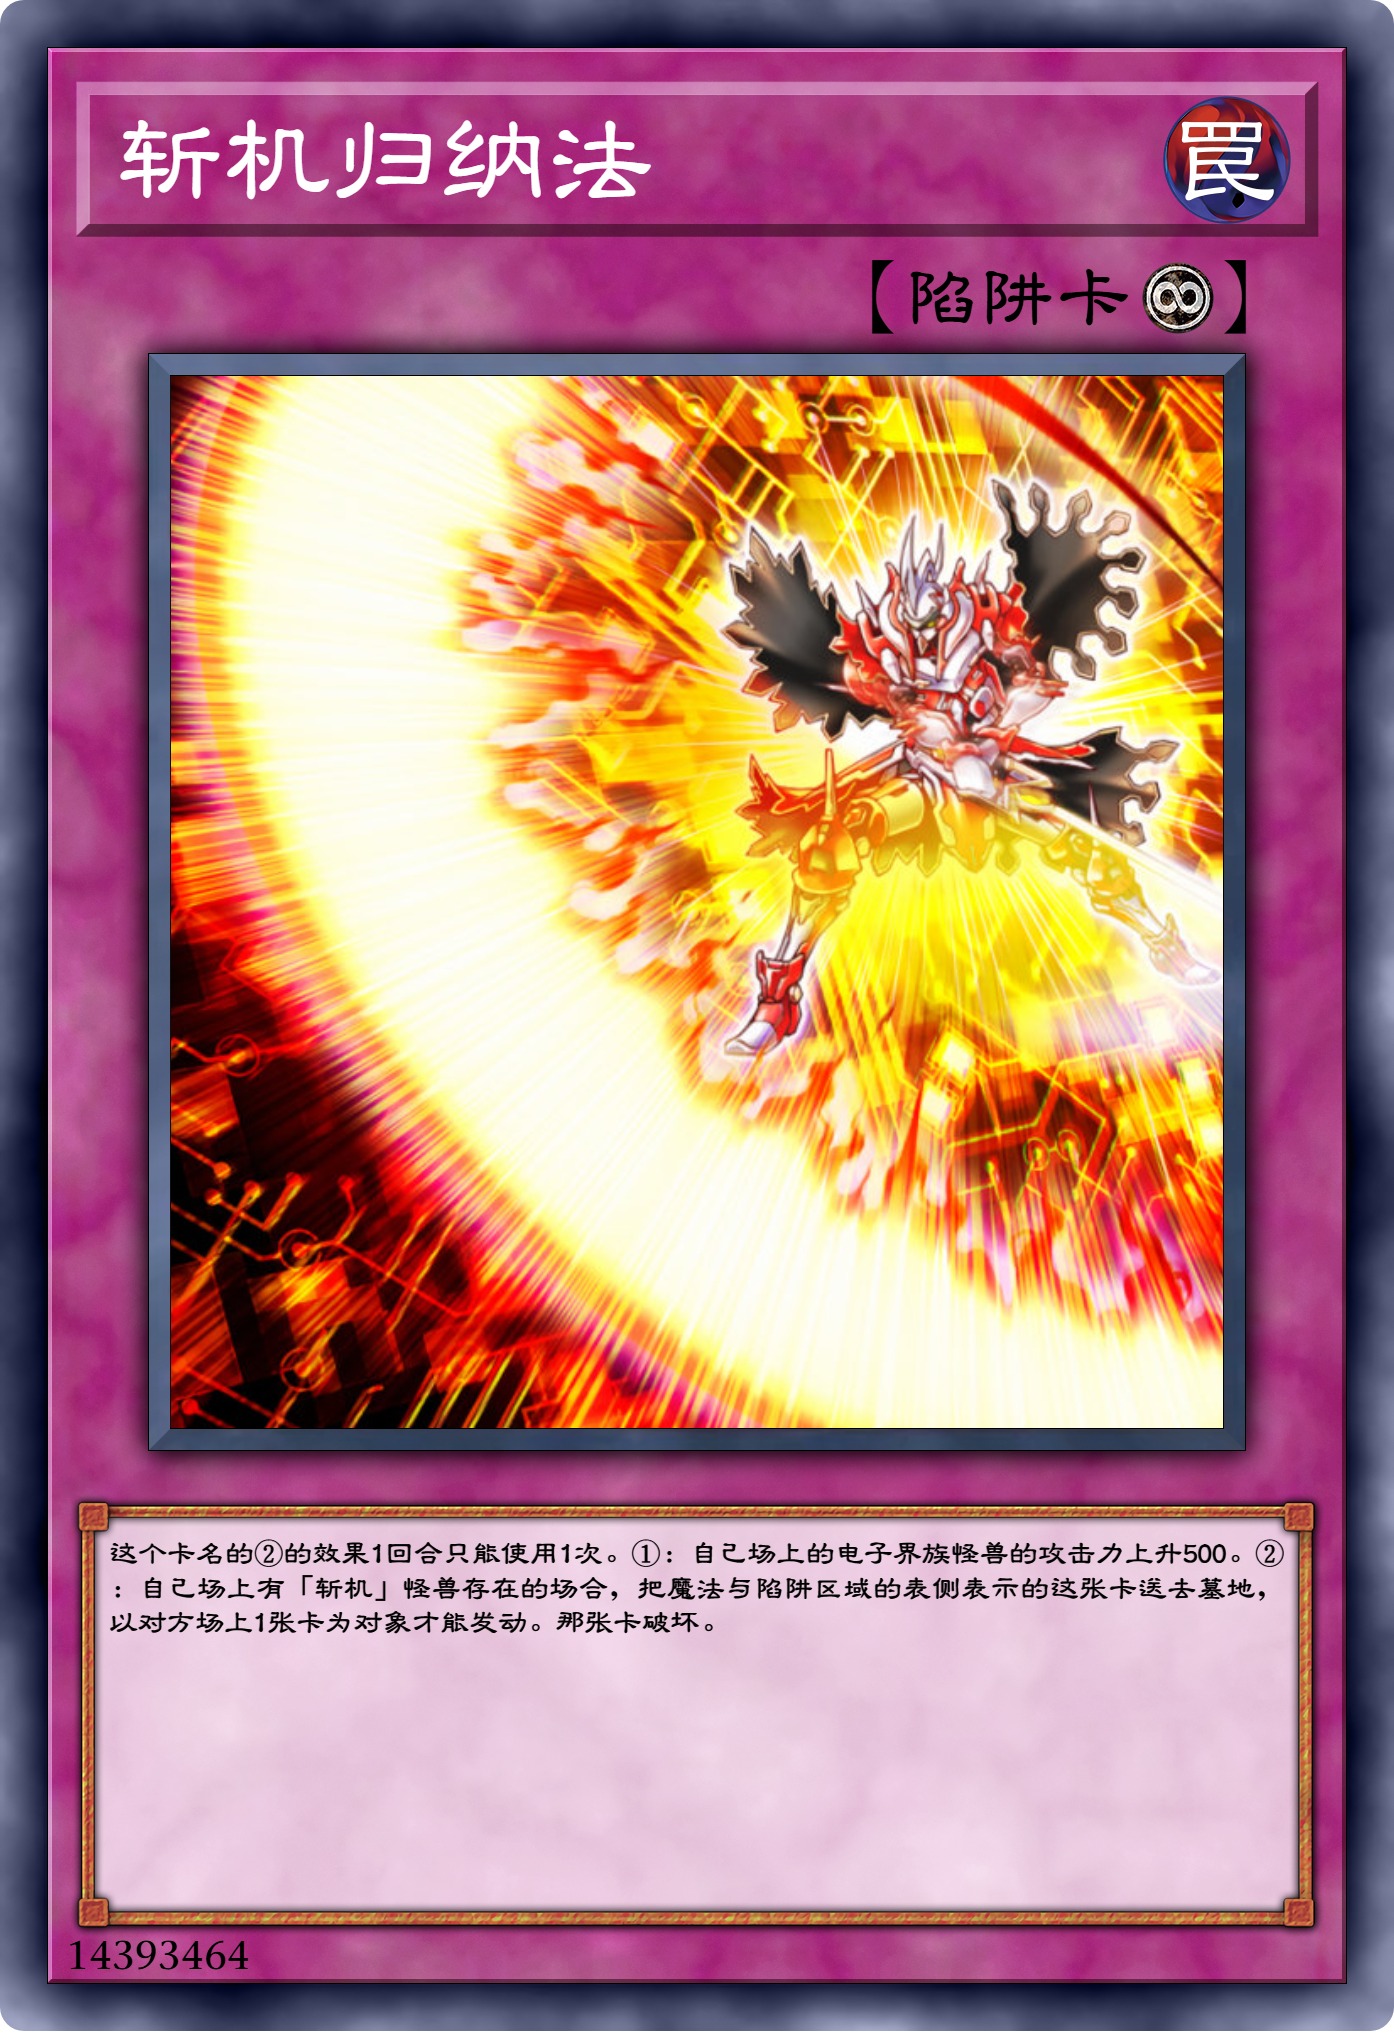 斩机归纳法
罠
【陷阱卡】
这个卡名的②的效果1回合只能使用1次。①：自己场上的电子界族怪兽的攻击力上升500。②
：自己场上有「斩机」怪兽存在的场合，把魔法与陷阱区域的表侧表示的这张卡送去墓地，
以对方场上1张卡为对象才能发动。那张卡破坏。
14393464